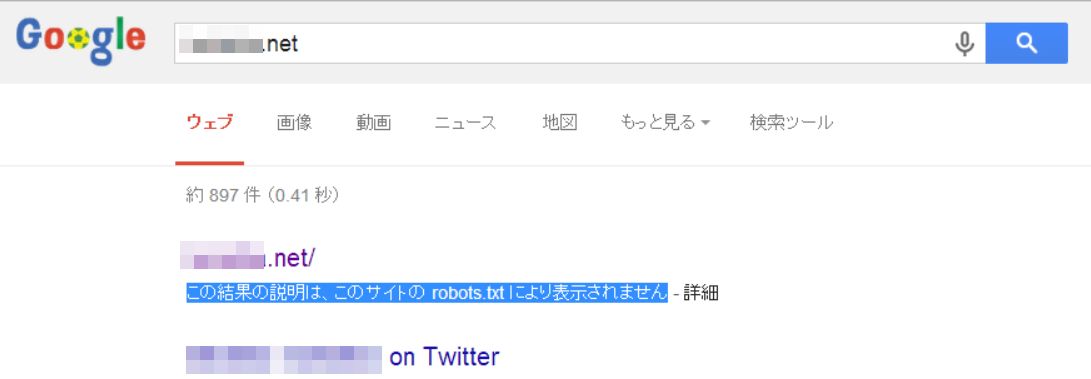 Google
.net
ウェブ 画像 動画 ニュース 地図 もっと見る 検索ツール
約 897 件 (0.41 秒)
.net/
この結果の説明は、このサイトの robots.txt により表示されません - 詳細
on Twitter